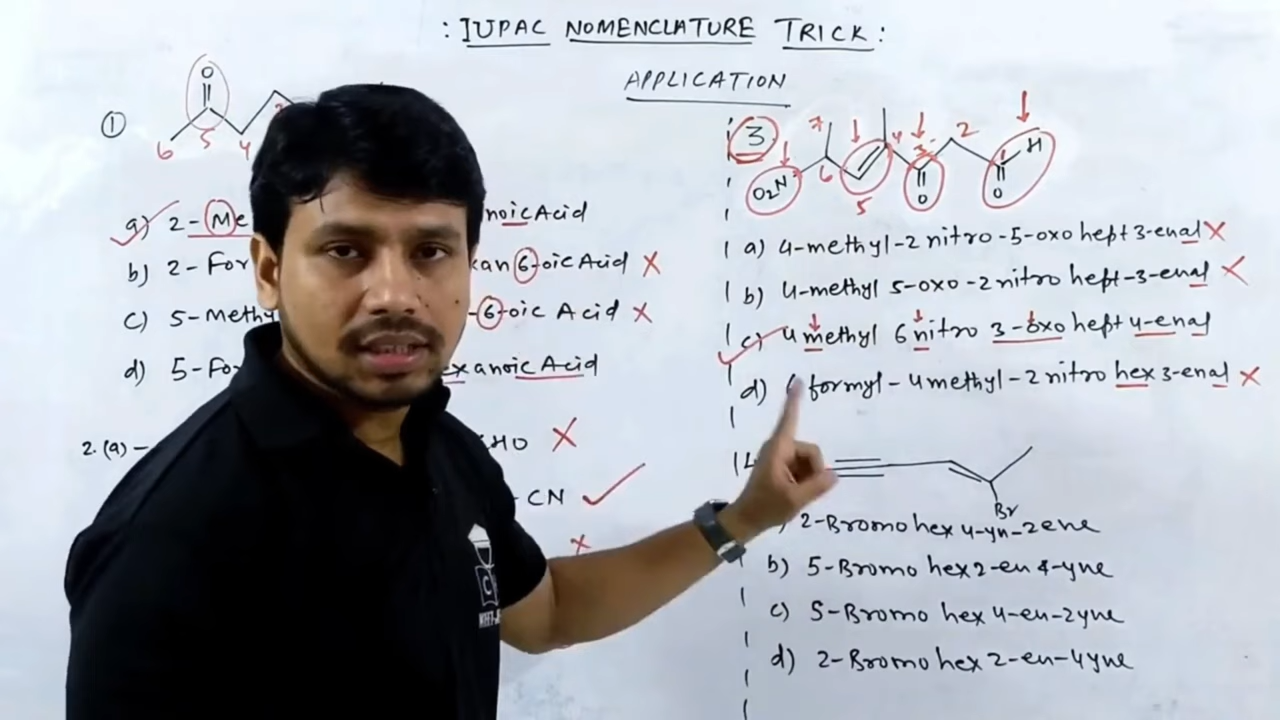 : IUPAC NOMENCLATURE TRICK :
APPLICATION
①
O
6 5 4
a) 2-Me noic Acid
b) 2-For kan 6-oic Acid X
c) 5-Methy -6-oic Acid X
d) 5-Fo hexanoic Acid
2. (a) – CHO X
- CN
X
3
O2N 7 6 5 4 3 2 O O H
a) 4-methyl-2 nitro-5-oxo hept 3-enal X
b) 4-methyl 5-oxo-2 nitro hept-3-enal X
c) 4 methyl 6 nitro 3-oxo hept 4-enal
d) formyl-4 methyl-2 nitro hex 3-enal X
Br
) 2-Bromo hex 4-yn-2ene
b) 5-Bromo hex 2-en 4-yne
c) 5-Bromo hex 4-en-2yne
d) 2-Bromo hex 2-en-4yne